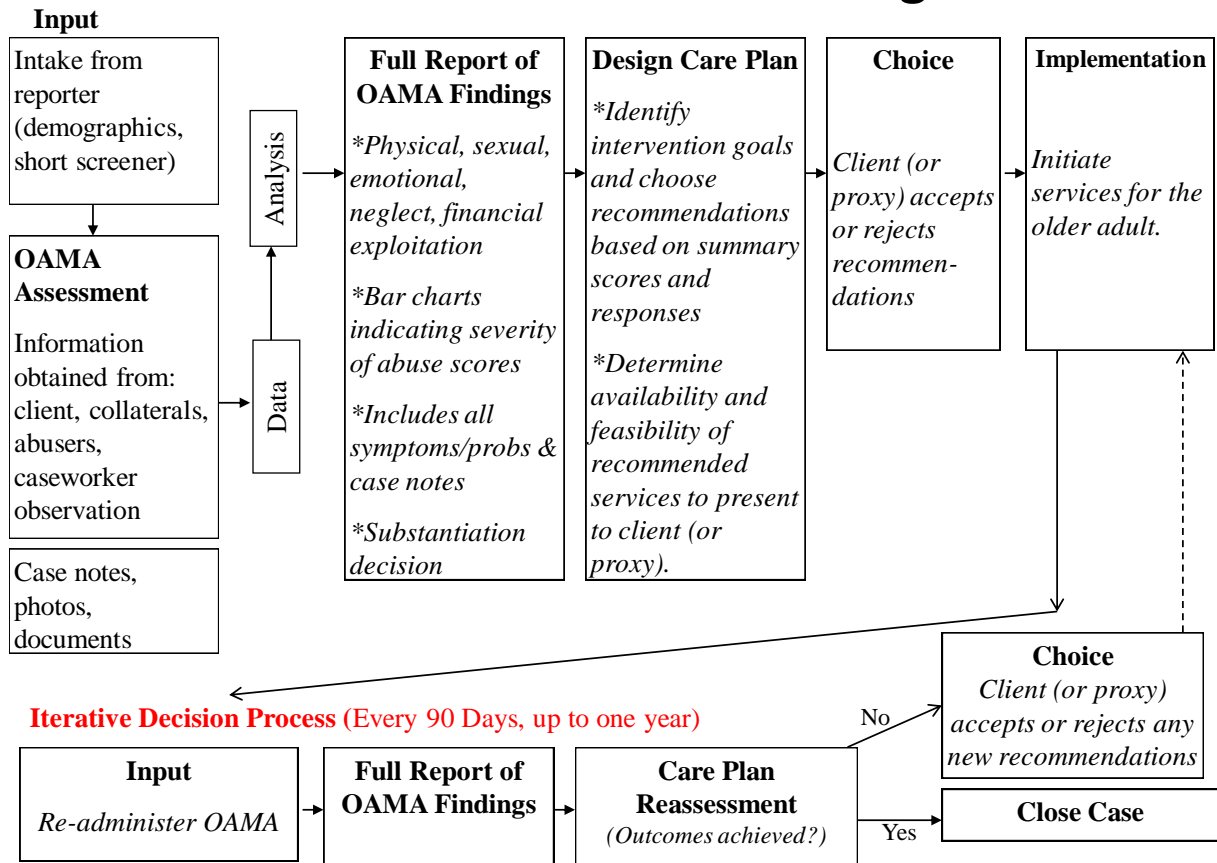 Input
Intake from
reporter
(demographics,
short screener)
OAMA
Assessment
Information
obtained from:
client, collaterals,
abusers,
caseworker
observation
Case notes,
photos,
documents
Analysis
Data
Full Report of
OAMA Findings
*Physical, sexual,
emotional,
neglect, financial
exploitation
*Bar charts
indicating severity
of abuse scores
*Includes all
symptoms/probs &
case notes
*Substantiation
decision
Design Care Plan
*Identify
intervention goals
and choose
recommendations
based on summary
scores and
responses
*Determine
availability and
feasibility of
recommended
services to present
to client (or
proxy).
Choice
Client (or
proxy) accepts
or rejects
recommen-
dations
Implementation
Initiate
services for the
older adult.
Iterative Decision Process (Every 90 Days, up to one year)
Input
Re-administer OAMA
Full Report of
OAMA Findings
Care Plan
Reassessment
(Outcomes achieved?)
No
Choice
Client (or proxy)
accepts or rejects any
new recommendations
Yes
Close Case